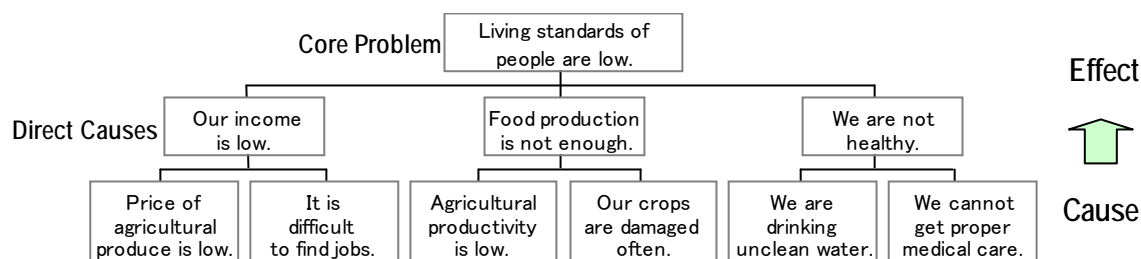 Core Problem
Living standards of
people are low.
Effect
Direct Causes
Our income
is low.
Food production
is not enough.
We are not
healthy.
Price of
agricultural
produce is low.
It is
difficult
to find jobs.
Agricultural
productivity
is low.
Our crops
are damaged
often.
We are
drinking
unclean water.
We cannot
get proper
medical care.
Cause